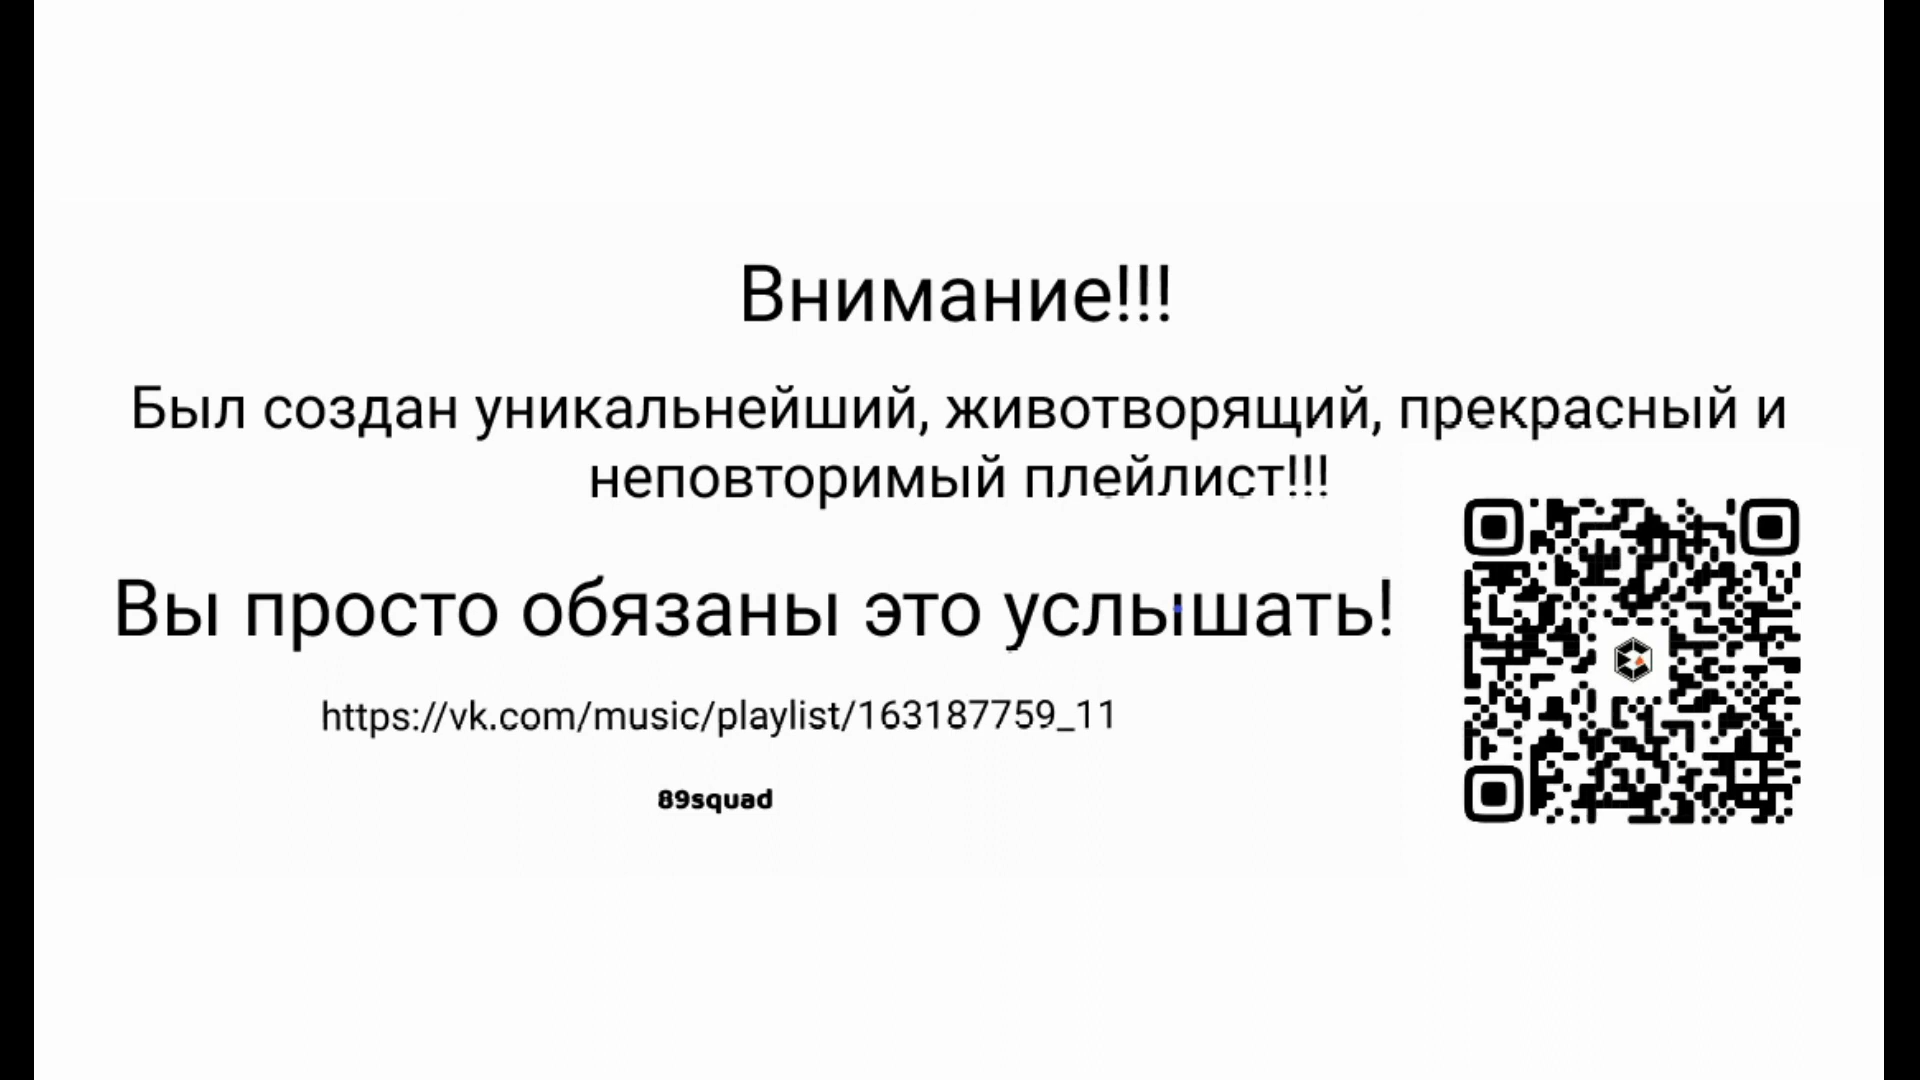 Внимание!!!
Был создан уникальнейший, животворящий, прекрасный и
неповторимый плейлист!!!
Вы просто обязаны это услышать!
https://vk.com/music/playlist/163187759_11
89squad